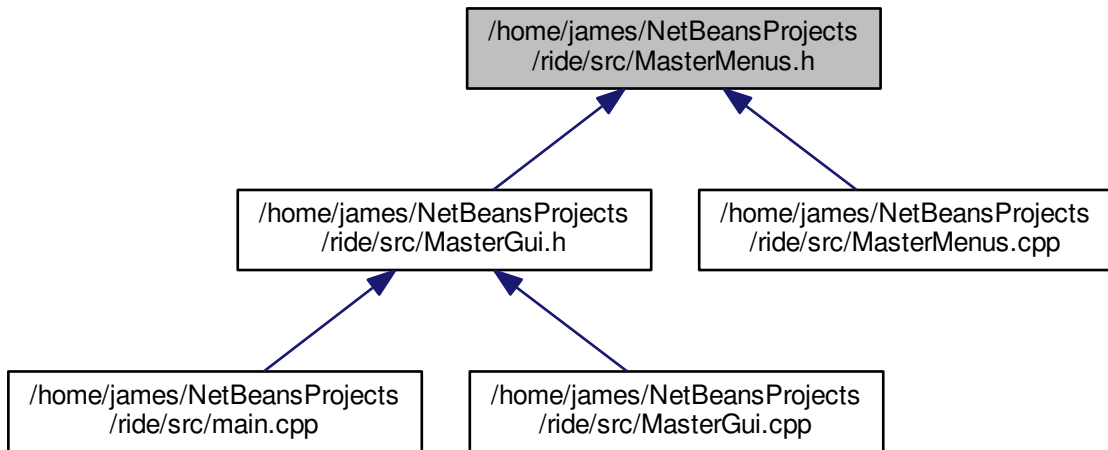 /home/james/NetBeansProjects
/ride/src/MasterMenus.h
/home/james/NetBeansProjects
/ride/src/MasterGui.h
/home/james/NetBeansProjects
/ride/src/MasterMenus.cpp
/home/james/NetBeansProjects
/ride/src/main.cpp
/home/james/NetBeansProjects
/ride/src/MasterGui.cpp